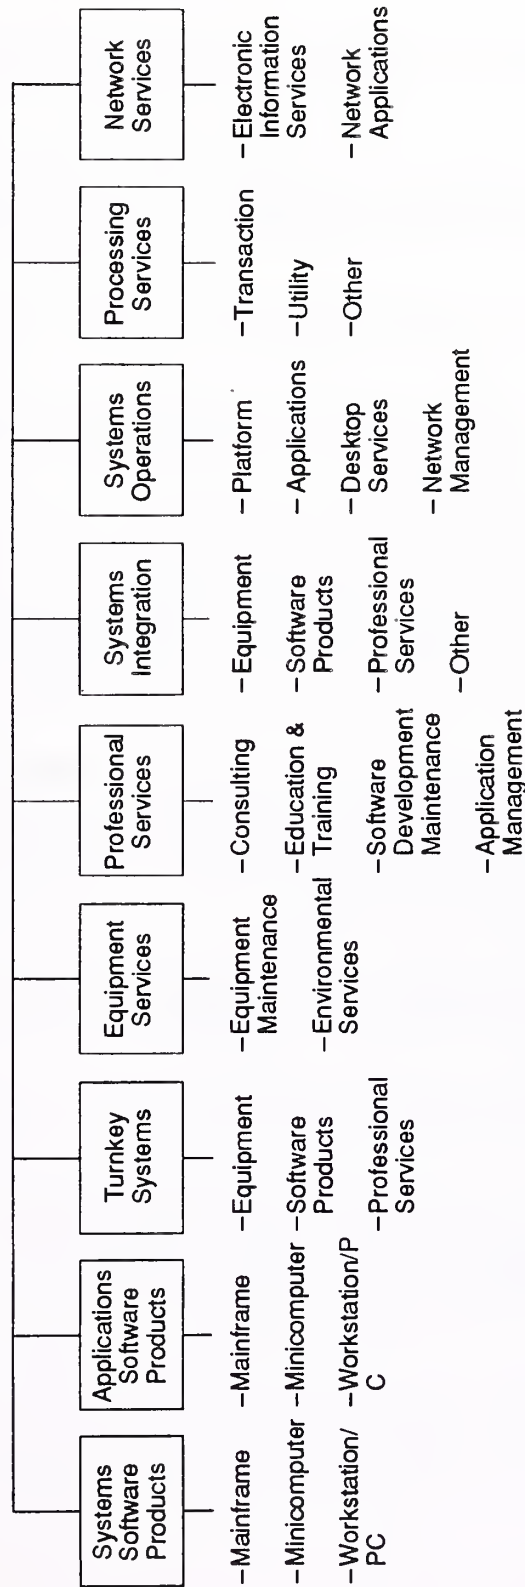 Systems
Software
Products
–Mainframe
–Minicomputer
–Workstation/
PC
Applications
Software
Products
–Mainframe
–Minicomputer
–Workstation/P
C
Turnkey
Systems
–Equipment
–Software
Products
–Professional
Services
Equipment
Services
–Equipment
Maintenance
–Environmental
Services
Professional
Services
–Consulting
–Education &
Training
–Software
Development
Maintenance
–Application
Management
Systems
Integration
–Equipment
–Software
Products
–Professional
Services
–Other
Systems
Operations
–Platform
–Applications
–Desktop
Services
–Network
Management
Processing
Services
–Transaction
–Utility
–Other
Network
Services
–Electronic
Information
Services
–Network
Applications